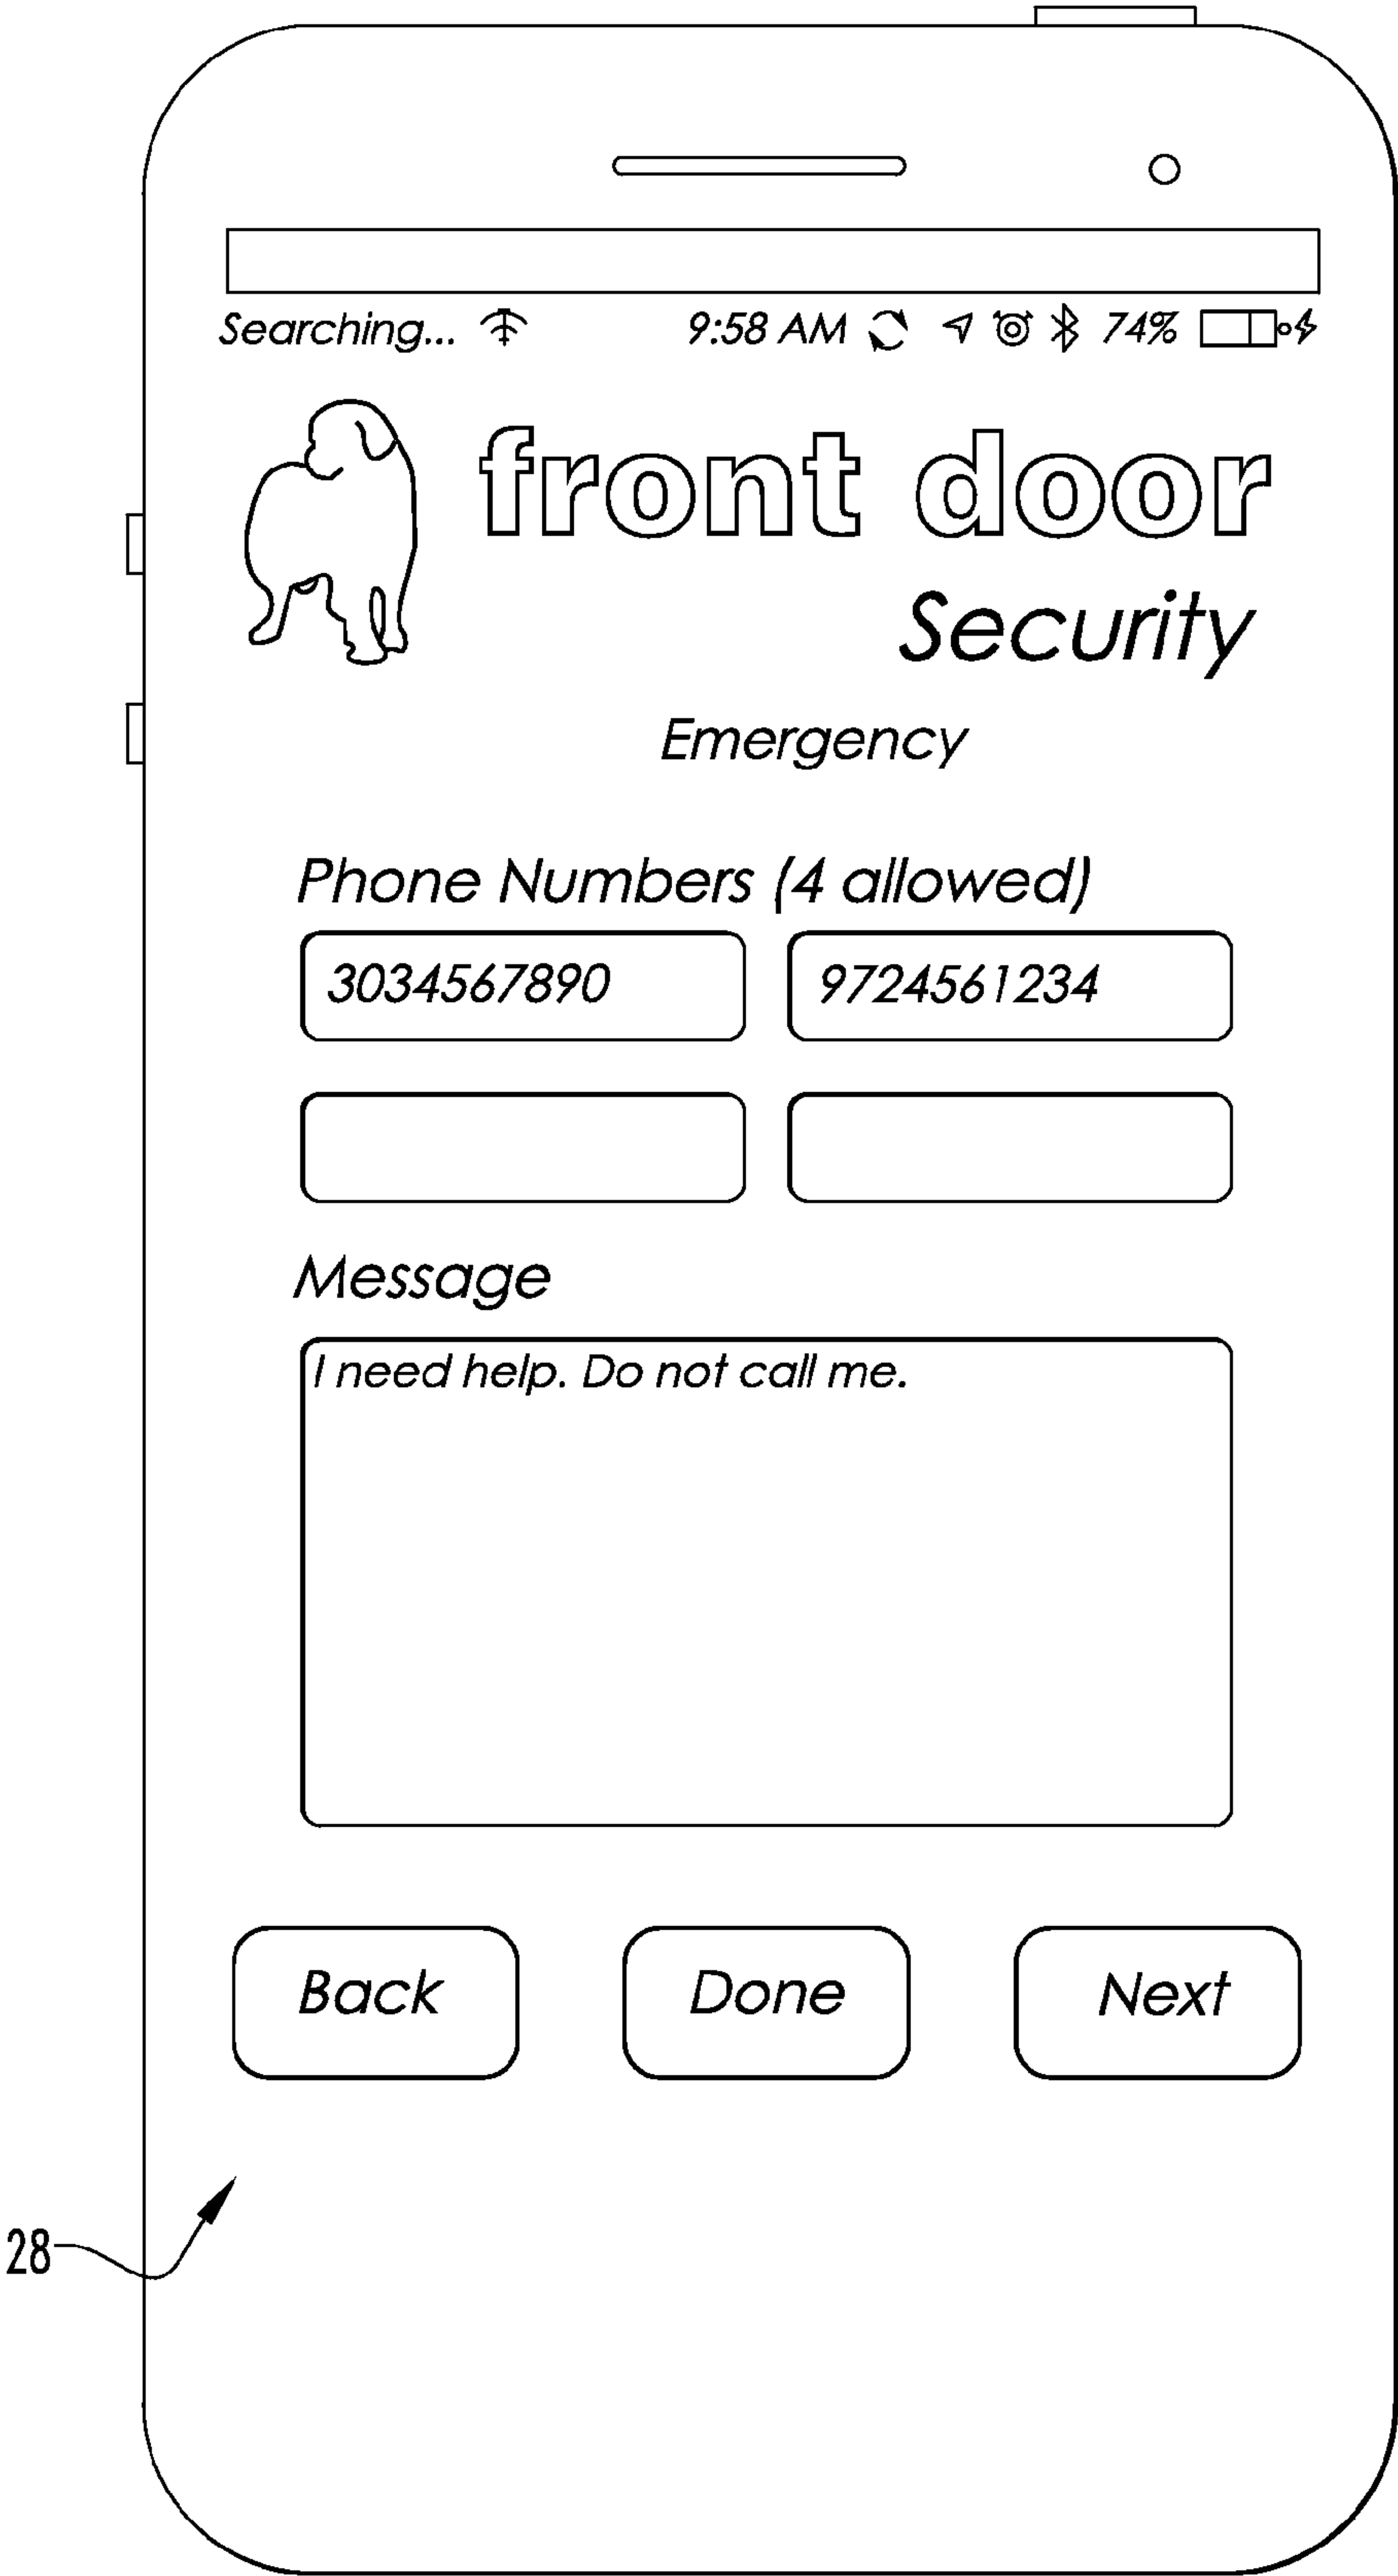 Searching... 9:58 AM 74%
front door
Security
Emergency
Phone Numbers (4 allowed)
3034567890 9724561234
Message
I need help. Do not call me.
Back Done Next
28